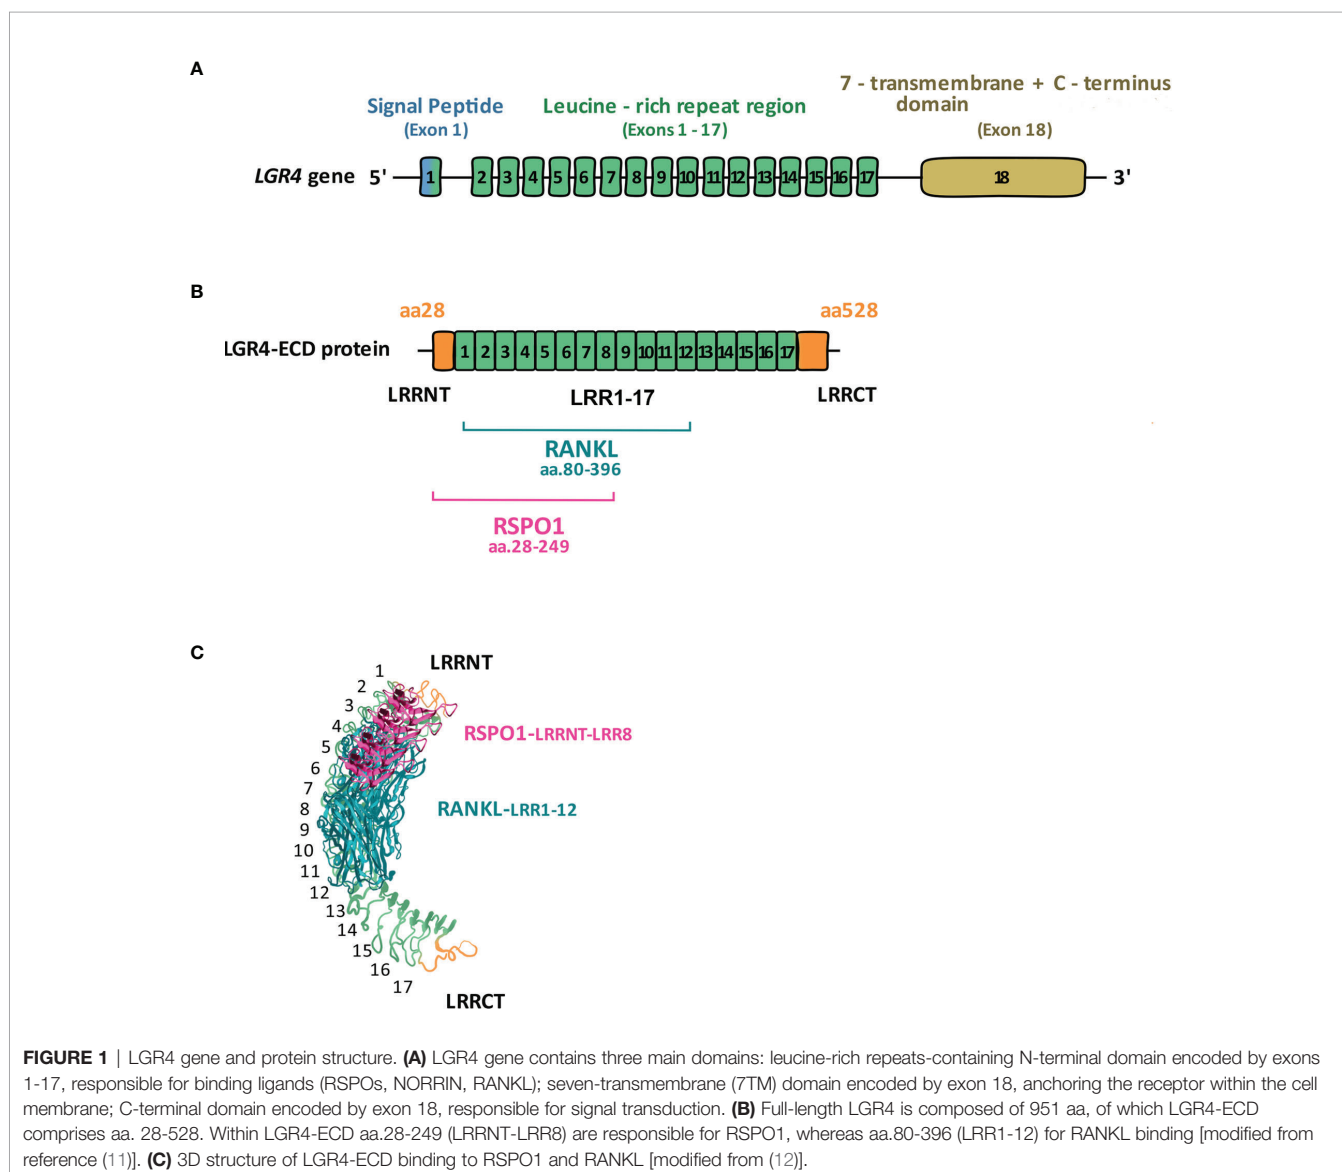 A
Signal Peptide
(Exon 1)
Leucine - rich repeat region
(Exons 1 - 17)
7 - transmembrane + C - terminus
domain
(Exon 18)
LGR4 gene 5' 1 2 3 4 5 6 7 8 9 10 11 12 13 14 15 16 17 18 3'
B
aa28
aa528
LGR4-ECD protein 1 2 3 4 5 6 7 8 9 10 11 12 13 14 15 16 17
LRRNT
LRR1-17
LRRCT
RANKL
aa.80-396
RSPO1
aa.28-249
C
LRRNT
1
2
3
4
5
6
7
8
9
10
11
12
13
14
15
16
17
RSPO1-LRRNT-LRR8
RANKL-LRR1-12
LRRCT
FIGURE 1 | LGR4 gene and protein structure. (A) LGR4 gene contains three main domains: leucine-rich repeats-containing N-terminal domain encoded by exons
1-17, responsible for binding ligands (RSPOs, NORRIN, RANKL); seven-transmembrane (7TM) domain encoded by exon 18, anchoring the receptor within the cell
membrane; C-terminal domain encoded by exon 18, responsible for signal transduction. (B) Full-length LGR4 is composed of 951 aa, of which LGR4-ECD
comprises aa. 28-528. Within LGR4-ECD aa.28-249 (LRRNT-LRR8) are responsible for RSPO1, whereas aa.80-396 (LRR1-12) for RANKL binding [modified from
reference (11)]. (C) 3D structure of LGR4-ECD binding to RSPO1 and RANKL [modified from (12)].